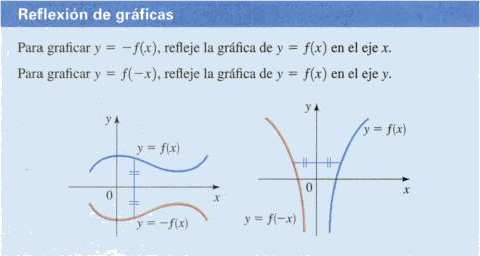 Reflexión de gráficas
Para graficar y = −f(x), refleje la gráfica de y = f(x) en el eje x.
Para graficar y = f(−x), refleje la gráfica de y = f(x) en el eje y.
y
y = f(x)
0
x
y = −f(x)
y
y = f(x)
0
x
y = f(−x)